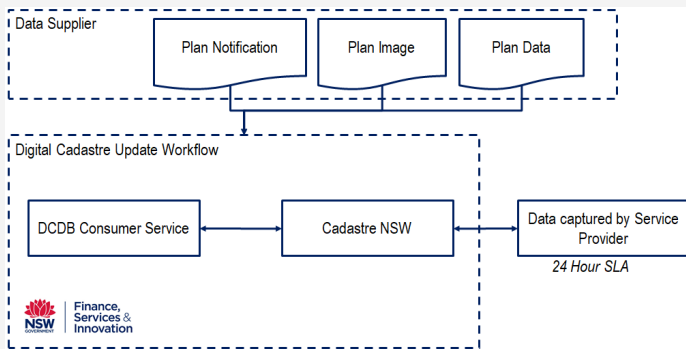 Data Supplier
Plan Notification
Plan Image
Plan Data
Digital Cadastre Update Workflow
DCDB Consumer Service
Cadastre NSW
Data captured by Service
Provider
24 Hour SLA
NSW
GOVERNMENT
Finance,
Services &
Innovation